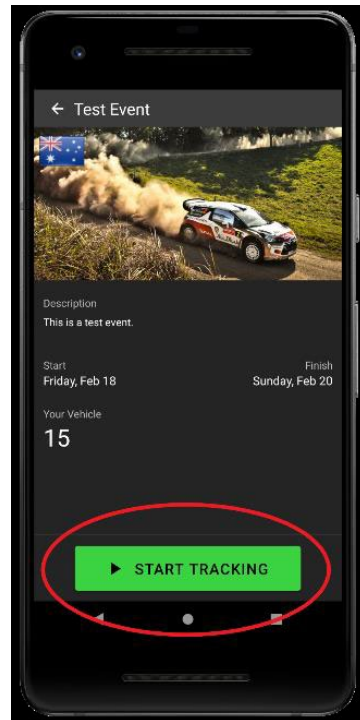 Test Event
Description
This is a test event.
Start
Finish
Friday, Feb 18
Sunday, Feb 20
Your Vehicle
15
START TRACKING